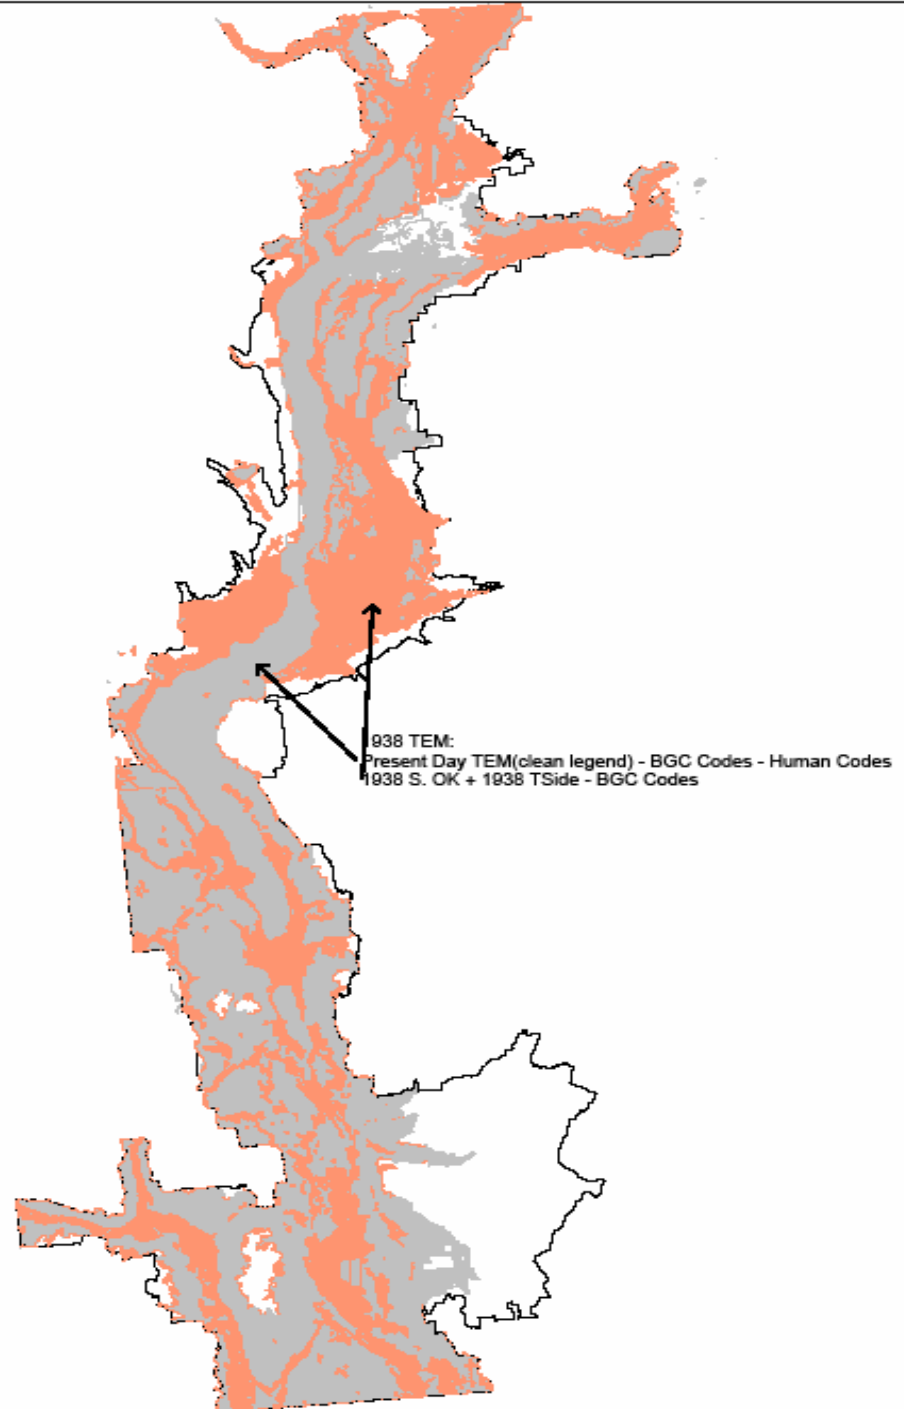 1938 TEM:
Present Day TEM(clean legend) - BGC Codes - Human Codes
1938 S. OK + 1938 TSide - BGC Codes